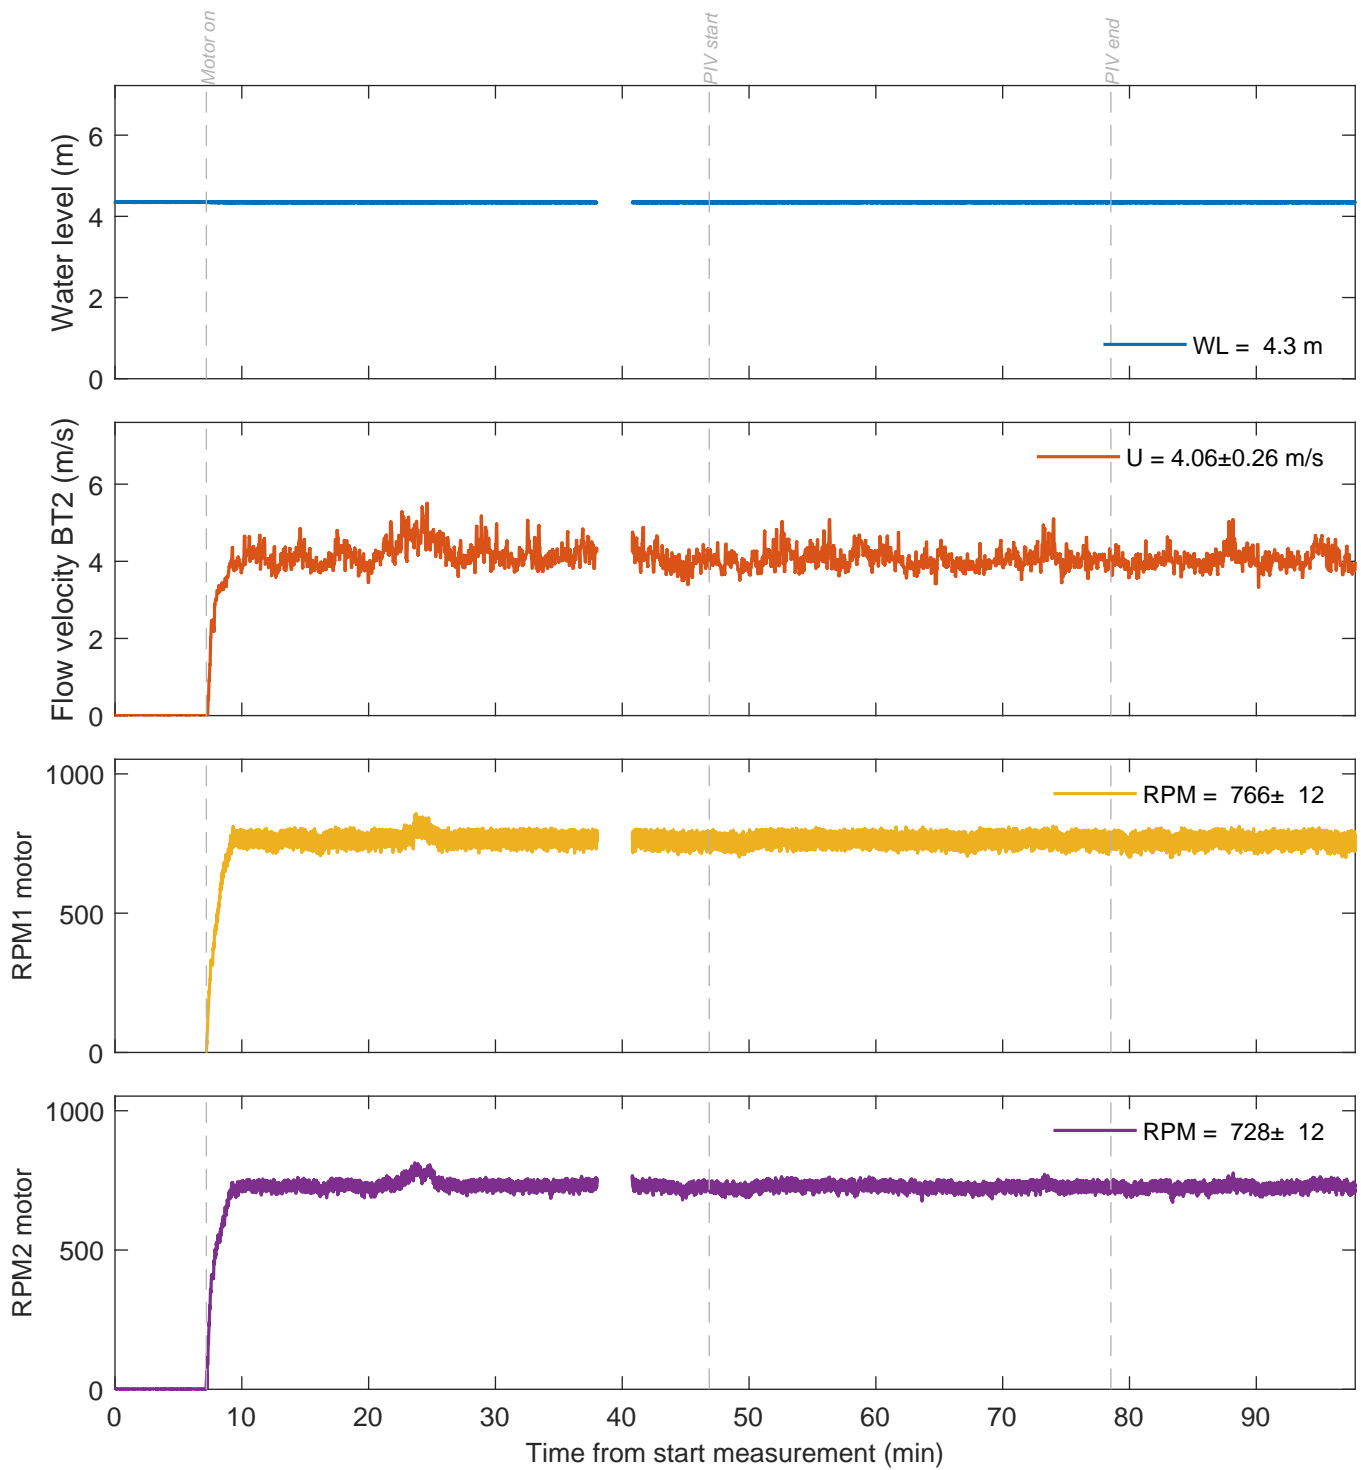 Motor on
PIV start
PIV end
Water level (m)
6
4
2
0
WL =  4.3 m
Flow velocity BT2 (m/s)
6
4
2
0
U = 4.06±0.26 m/s
RPM1 motor
1000
500
0
RPM =  766±  12
RPM2 motor
1000
500
0
RPM =  728±  12
0 10 20 30 40 50 60 70 80 90
Time from start measurement (min)